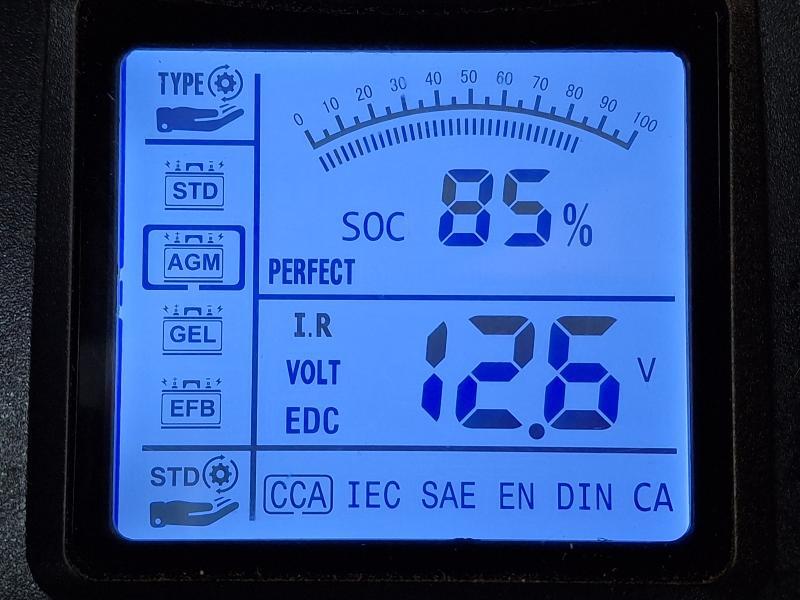 TYPE
0 10 20 30 40 50 60 70 80 90 100
STD
SOC 85%
AGM
PERFECT
GEL
I.R
VOLT
12.6 V
EFB
EDC
STD
CCA IEC SAE EN DIN CA